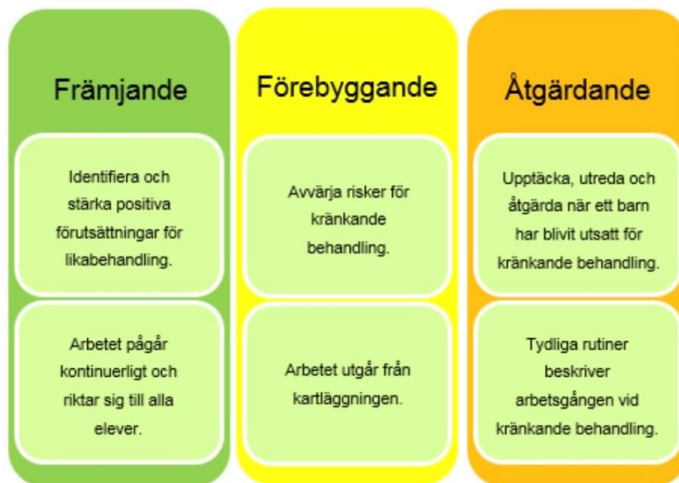 Främjande
Identifiera och
stärka positiva
förutsättningar för
likabehandling.
Arbetet pågår
kontinuerligt och
riktar sig till alla
elever.
Förebyggande
Avvärja risker för
kränkande
behandling.
Arbetet utgår från
kartläggningen.
Åtgärdande
Upptäcka, utreda och
åtgärda när ett barn
har blivit utsatt för
kränkande behandling.
Tydliga rutiner
beskriver
arbetsgången vid
kränkande behandling.